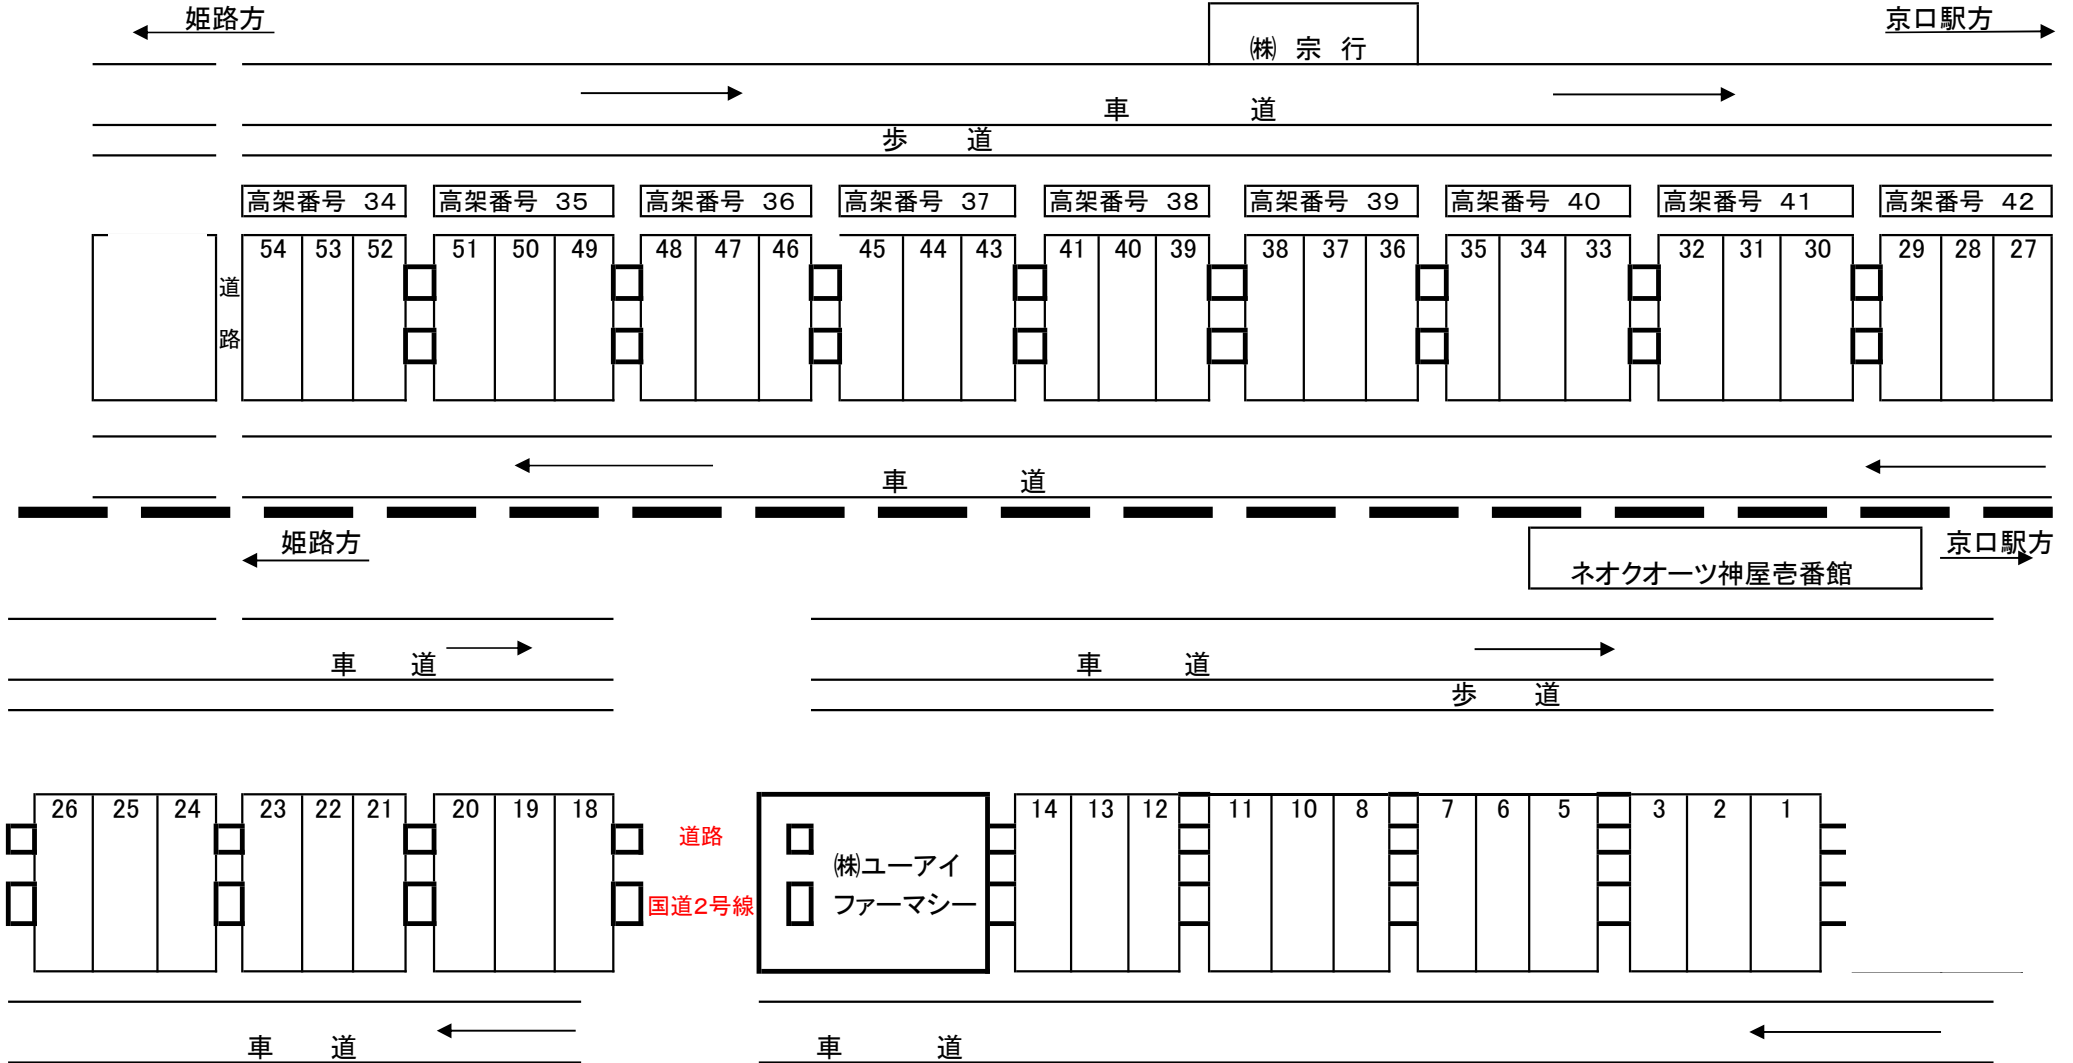 姫路方
京口駅方
㈱ 宗 行
車 道
歩 道
高架番号 34
高架番号 35
高架番号 36
高架番号 37
高架番号 38
高架番号 39
高架番号 40
高架番号 41
高架番号 42
54 53 52 51 50 49 48 47 46 45 44 43 41 40 39 38 37 36 35 34 33 32 31 30 29 28 27
道
路
車 道
姫路方
京口駅方
ネオクオーツ神屋壱番館
車 道
車 道
歩 道
26 25 24 23 22 21 20 19 18 14 13 12 11 10 8 7 6 5 3 2 1
道路
国道2号線
㈱ユーアイ
ファーマシー
車 道
車 道